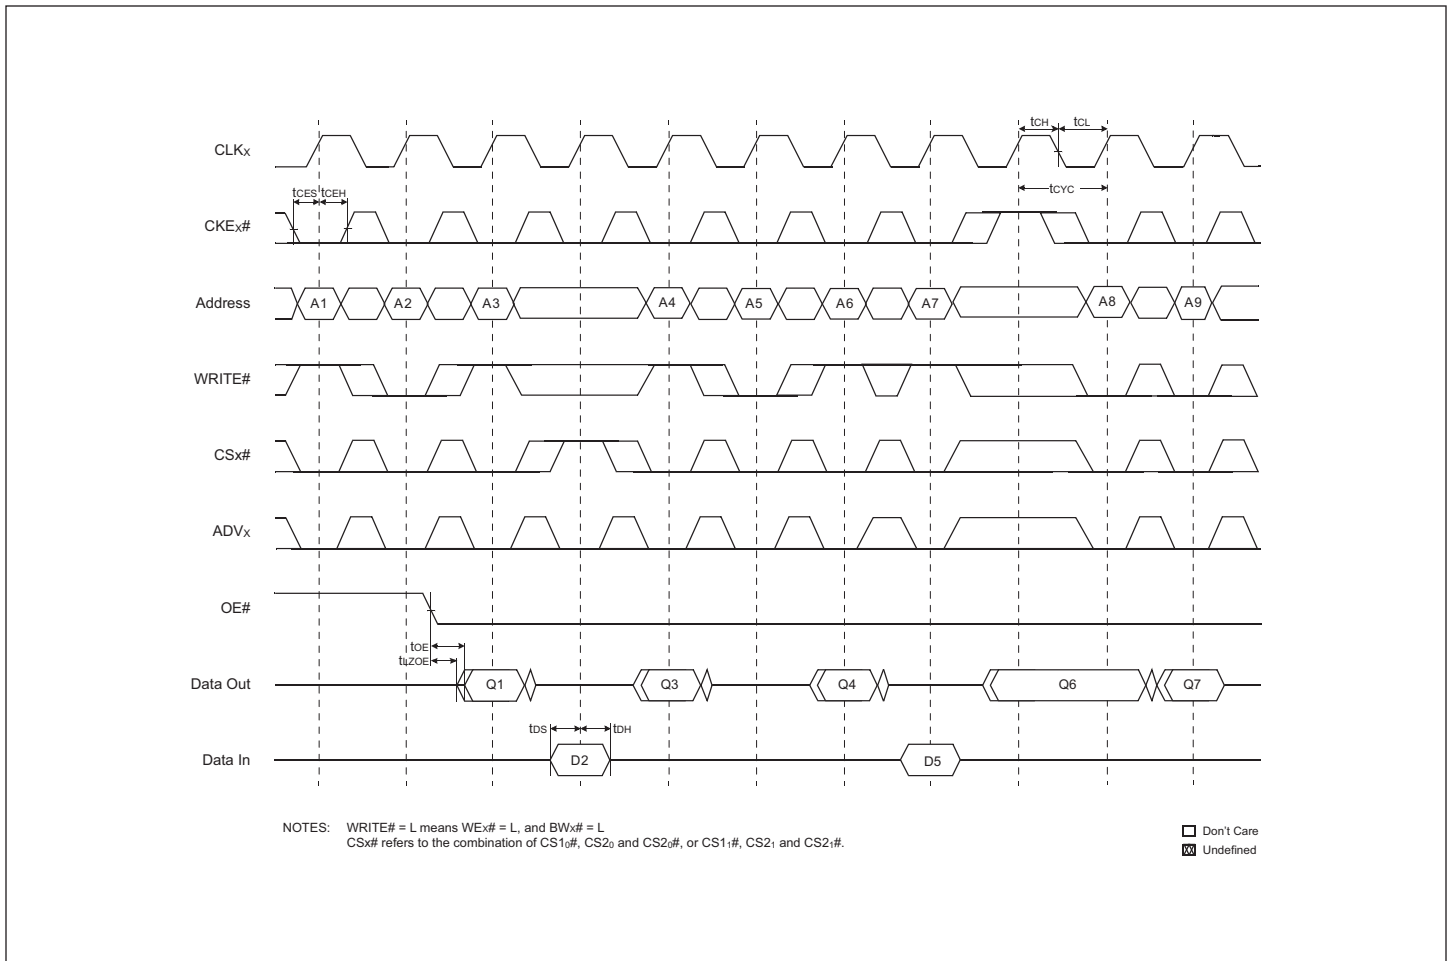 tCH tCL
CLKX
tCYC
tCES tCEH
CKEX#
Address A1 A2 A3 A4 A5 A6 A7 A8 A9
WRITE#
CSx#
ADVX
OE#
tOE
tLZOE
Data Out Q1 Q3 Q4 Q6 Q7
tDS tDH
Data In D2 D5
NOTES: WRITE# = L means WEX# = L, and BWX# = L
CSx# refers to the combination of CS10#, CS20 and CS20#, or CS11#, CS21 and CS21#.
Don't Care
Undefined